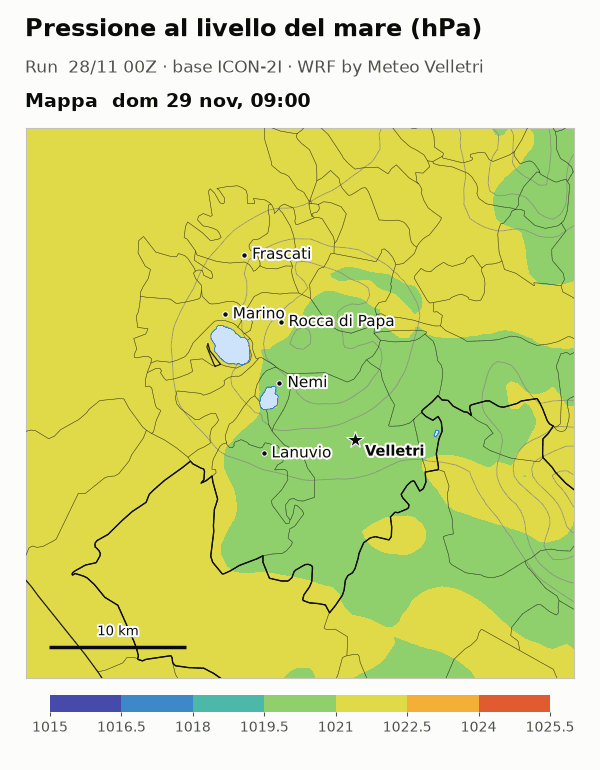 Pressione al livello del mare (hPa)
Run  28/11 00Z · base ICON-2I · WRF by Meteo Velletri
Mappa  dom 29 nov, 09:00
Frascati
Marino
Rocca di Papa
Nemi
Velletri
Lanuvio
10 km
1015 1016.5 1018 1019.5 1021 1022.5 1024 1025.5